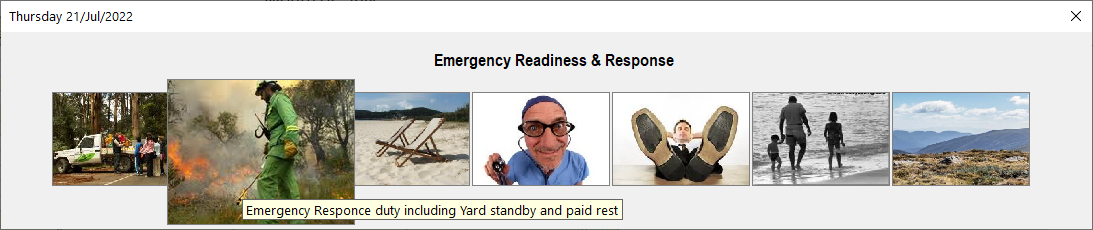 Thursday 21/Jul/2022
Emergency Readiness & Response
Emergency Responce duty including Yard standby and paid rest